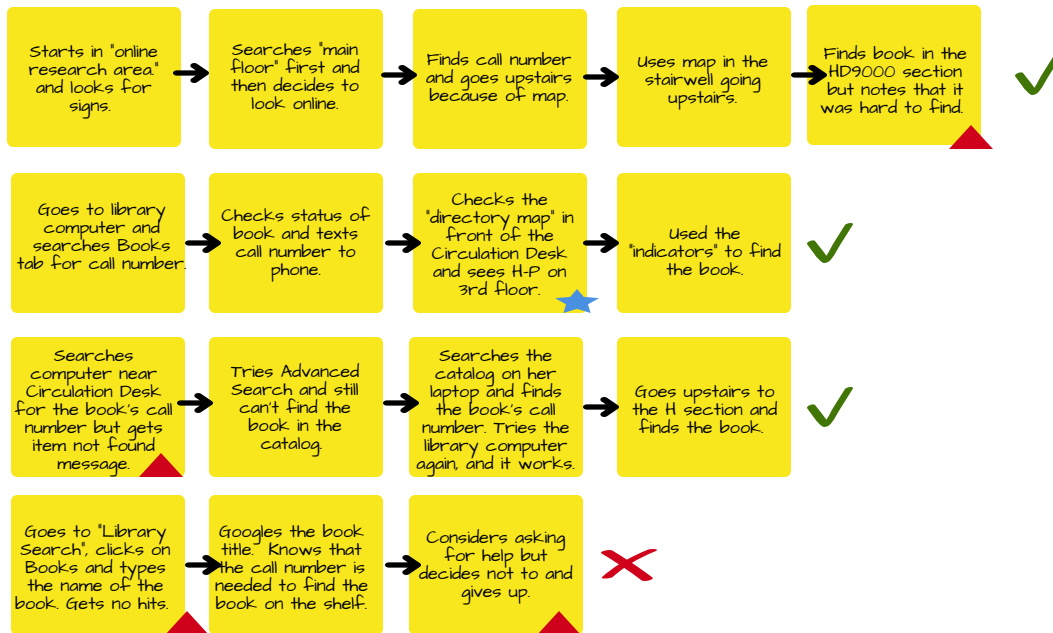 Starts in "online
research area."
and looks for
signs.
Searches "main
floor" first and
then decides to
look online.
Finds call number
and goes upstairs
because of map.
Uses map in the
stairwell going
upstairs.
Finds book in the
HD9000 section
but notes that it
was hard to find.
Goes to library
computer and
searches Books
tab for call number.
Checks status of
book and texts
call number to
phone.
Checks the
"directory map" in
front of the
Circulation Desk
and sees H-P on
3rd floor.
Used the
"indicators" to find
the book.
Searches
computer near
Circulation Desk
for the book's call
number but gets
item not found
message.
Tries Advanced
Search and still
can't find the
book in the
catalog.
Searches the
catalog on her
laptop and finds
the book's call
number. Tries the
library computer
again, and it works.
Goes upstairs to
the H section and
finds the book.
Goes to "Library
Search", clicks on
Books and types
the name of the
book. Gets no hits.
Googles the book
title. Knows that
the call number is
needed to find the
book on the shelf.
Considers asking
for help but
decides not to and
gives up.